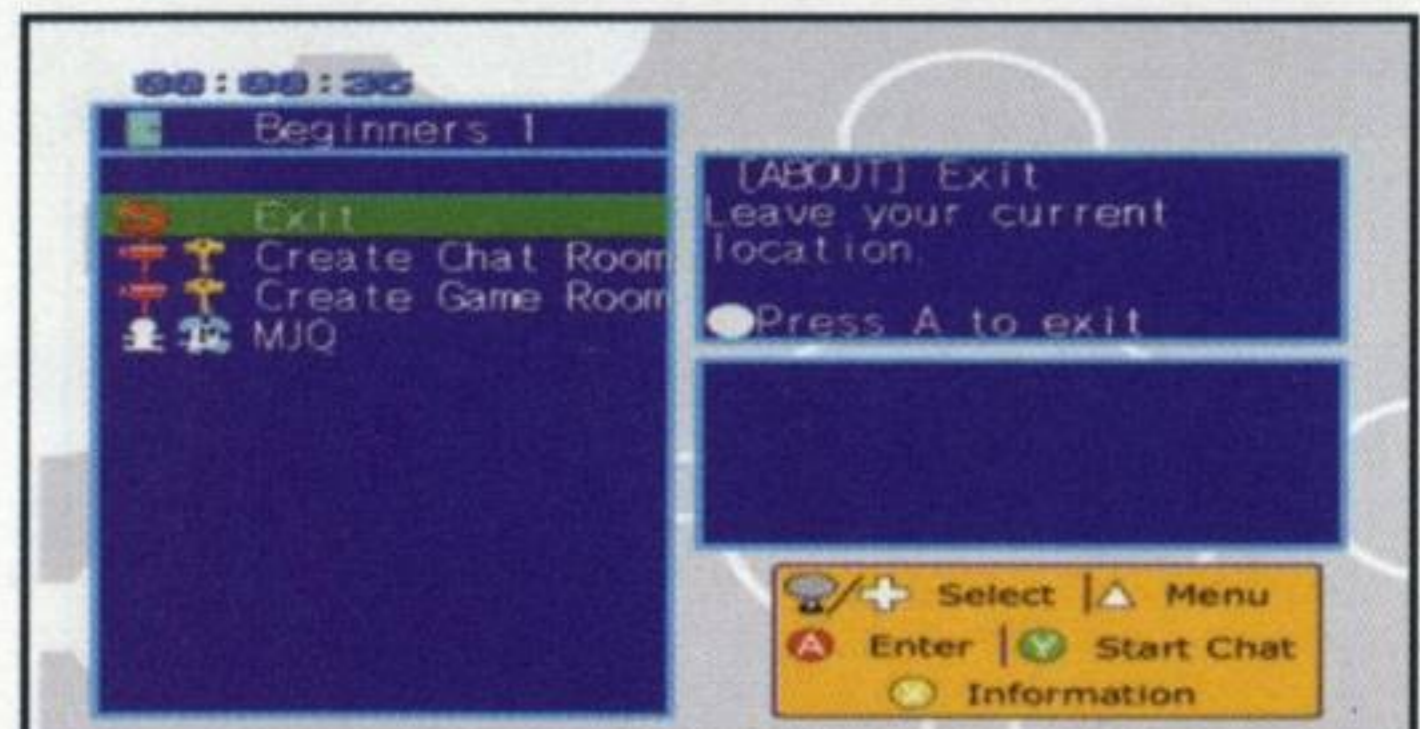 00:00:35
Beginners 1
Exit
Create Chat Room
Create Game Room
MJQ
[ABOUT] Exit
Leave your current
location.
Press A to exit
/ Select | Menu
A Enter | Y Start Chat
X Information